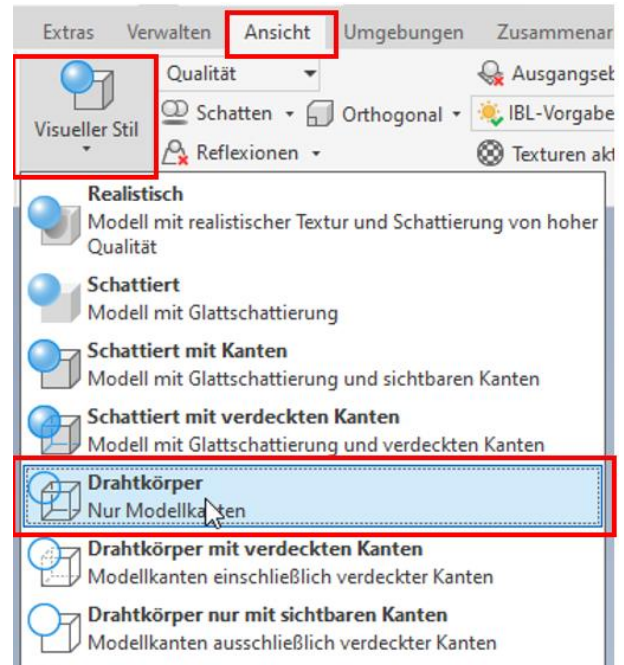 Extras Verwalten Ansicht Umgebungen Zusammenar
Visueller Stil
Qualität Ausgangseb
Schatten Orthogonal IBL-Vorgabe
Reflexionen Texturen akt
Realistisch
Modell mit realistischer Textur und Schattierung von hoher
Qualität
Schattiert
Modell mit Glattschattierung
Schattiert mit Kanten
Modell mit Glattschattierung und sichtbaren Kanten
Schattiert mit verdeckten Kanten
Modell mit Glattschattierung und verdeckten Kanten
Drahtkörper
Nur Modellkanten
Drahtkörper mit verdeckten Kanten
Modellkanten einschließlich verdeckter Kanten
Drahtkörper nur mit sichtbaren Kanten
Modellkanten ausschließlich verdeckter Kanten